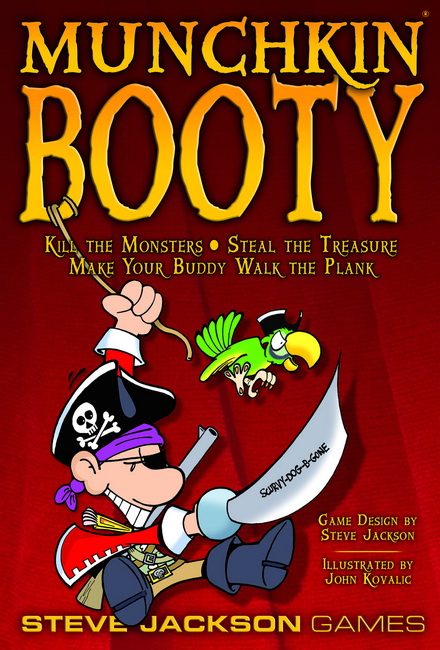 MUNCHKIN®
BOOTY
KILL THE MONSTERS • STEAL THE TREASURE
MAKE YOUR BUDDY WALK THE PLANK
SCURVY-DOG-B-GONE
GAME DESIGN BY
STEVE JACKSON
ILLUSTRATED BY
JOHN KOVALIC
STEVE JACKSON GAMES